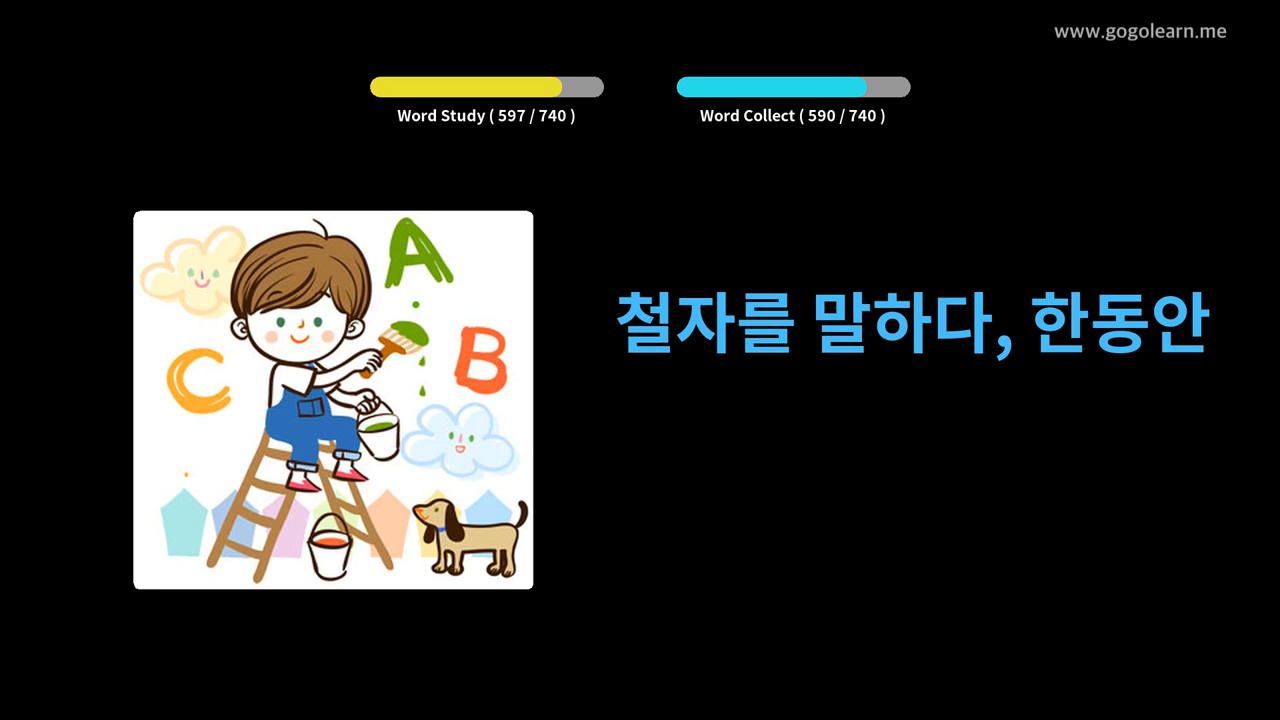 www.gogolearn.me
Word Study ( 597 / 740 )
Word Collect ( 590 / 740 )
A
B
C
철자를 말하다, 한동안